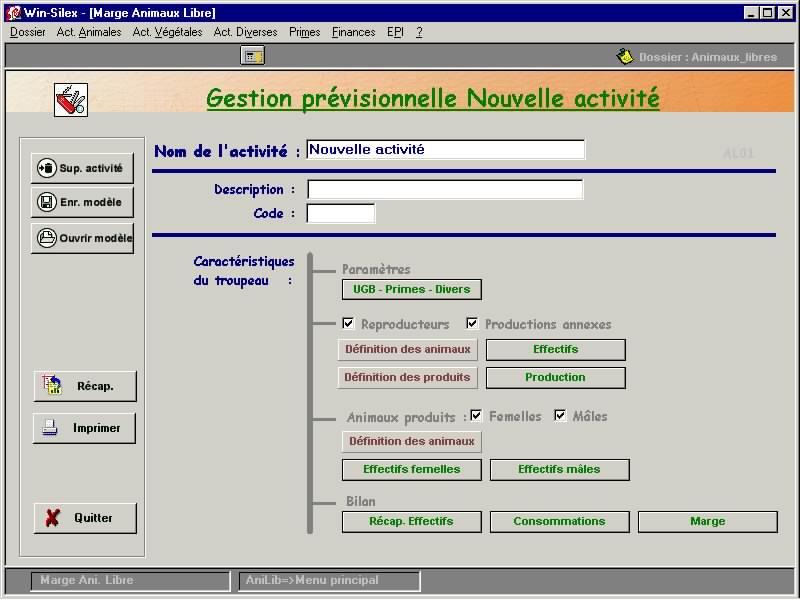 Win-Silex - [Marge Animaux Libre]
Dossier Act. Animales Act. Végétales Act. Diverses Primes Finances EPI ?
Dossier : Animaux_libres
Gestion prévisionnelle Nouvelle activité
Nom de l'activité : Nouvelle activité AL01
Sup. activité
Description :
Enr. modèle
Code :
Ouvrir modèle
Caractéristiques
du troupeau :
Paramètres
UGB - Primes - Divers
Reproducteurs Productions annexes
Définition des animaux Effectifs
Définition des produits Production
Récap.
Animaux produits : Femelles Mâles
Imprimer
Définition des animaux
Effectifs femelles Effectifs mâles
Bilan
Quitter
Récap. Effectifs Consommations Marge
Marge Ani. Libre AniLib=>Menu principal